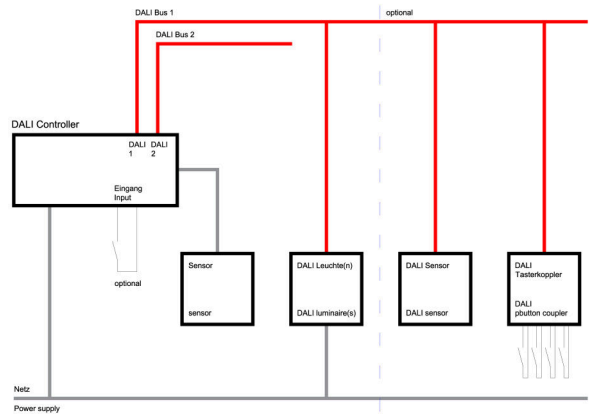 DALI Bus 1
optional
DALI Bus 2
DALI Controller
DALI
1
DALI
2
Eingang
Input
optional
Sensor
sensor
DALI Leuchte(n)
DALI luminaire(s)
DALI Sensor
DALI sensor
DALI
Tasterkoppler
DALI
pbutton coupler
Netz
Power supply